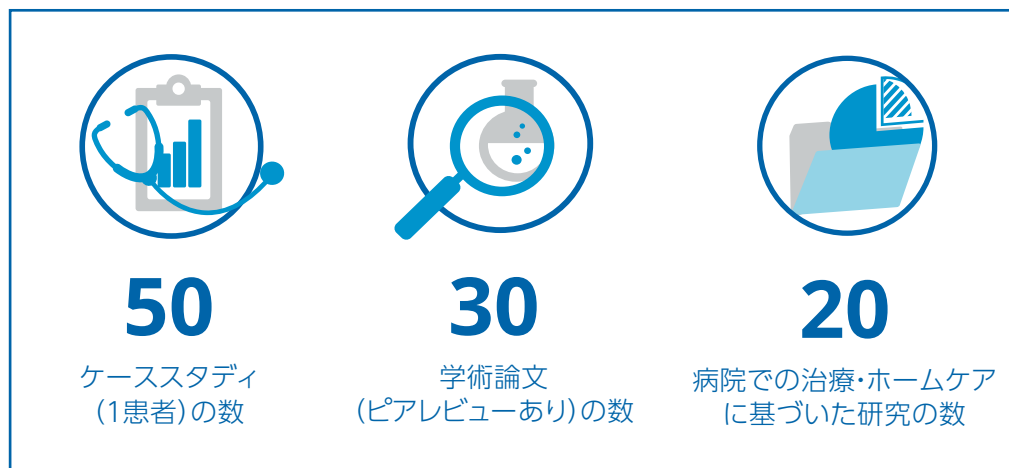 50
ケーススタディ
(1患者)の数
30
学術論文
(ピアレビューあり)の数
20
病院での治療・ホームケア
に基づいた研究の数